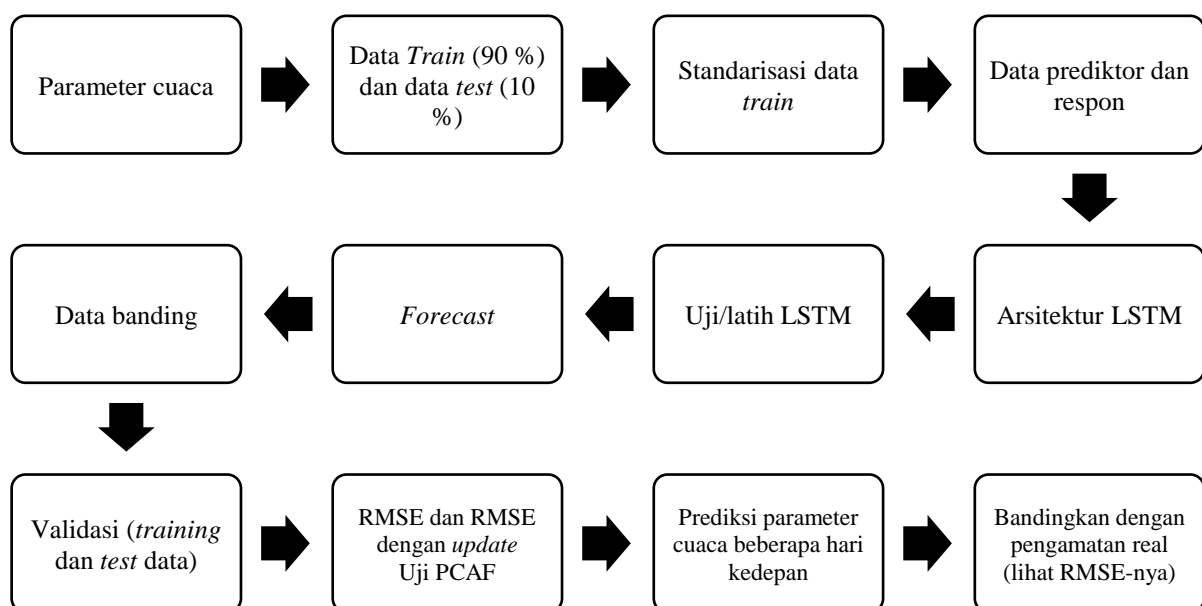 Parameter cuaca
Data Train (90 %)
dan data test (10
%)
Standarisasi data
train
Data prediktor dan
respon
Arsitektur LSTM
Uji/latih LSTM
Forecast
Data banding
Validasi (training
dan test data)
RMSE dan RMSE
dengan update
Uji PCAF
Prediksi parameter
cuaca beberapa hari
kedepan
Bandingkan dengan
pengamatan real
(lihat RMSE-nya)